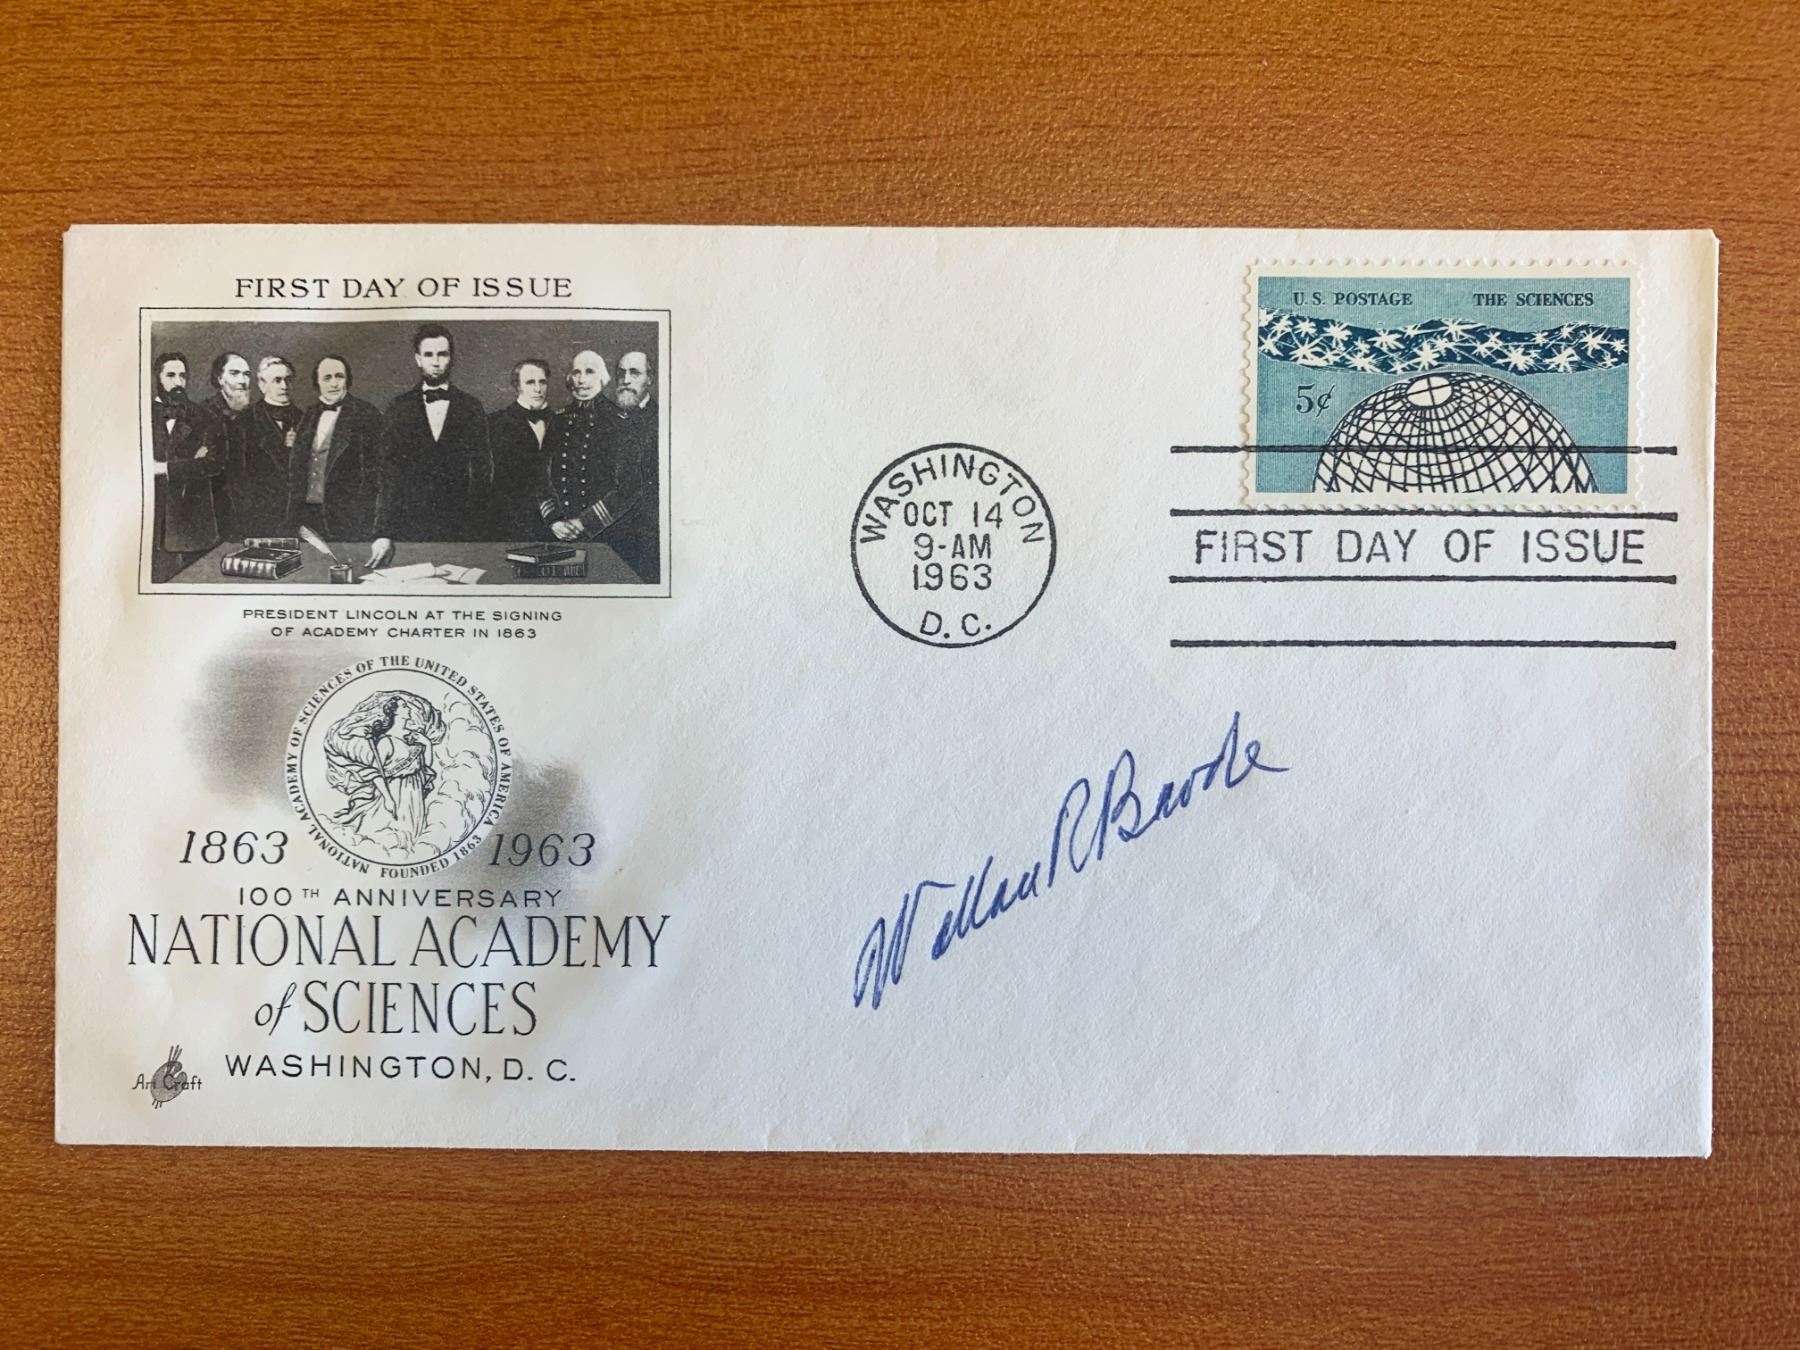 FIRST DAY OF ISSUE
PRESIDENT LINCOLN AT THE SIGNING
OF ACADEMY CHARTER IN 1863
NATIONAL ACADEMY OF SCIENCES OF THE UNITED STATES OF AMERICA
FOUNDED 1863
1863 1963
100TH ANNIVERSARY
NATIONAL ACADEMY
of SCIENCES
WASHINGTON, D. C.
Art Craft
WASHINGTON
OCT 14
9-AM
1963
D. C.
U. S. POSTAGE THE SCIENCES
5¢
FIRST DAY OF ISSUE
William R